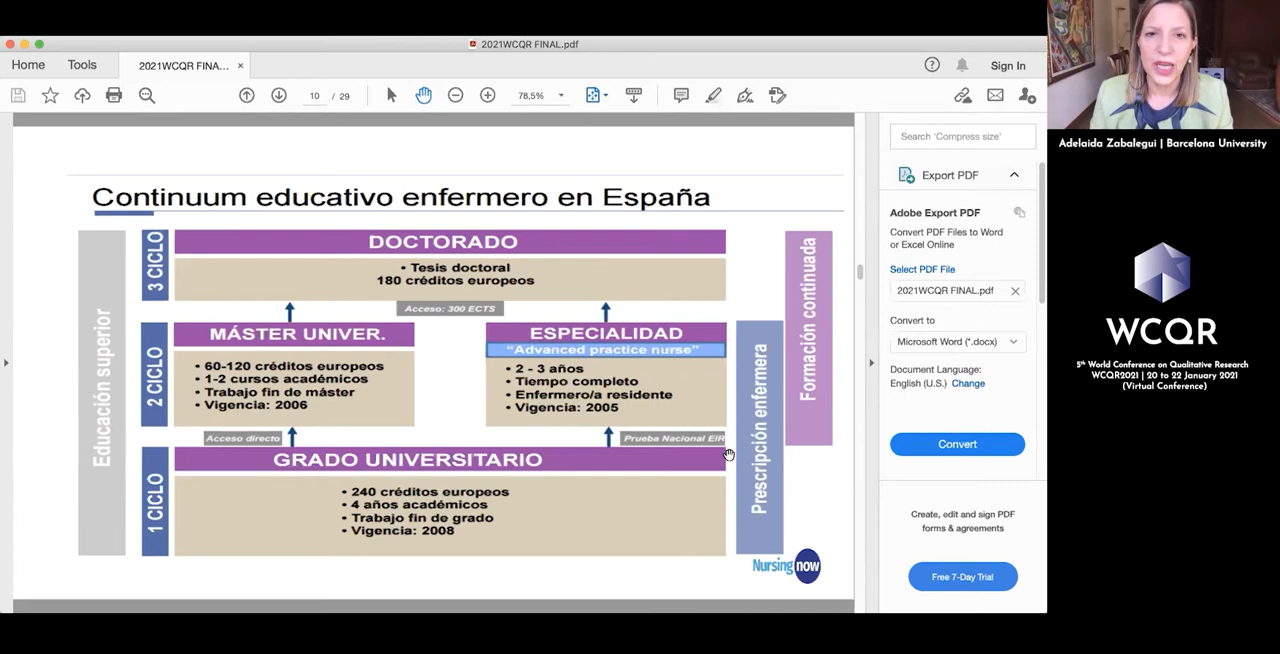 2021WCQR FINAL.pdf
Home
Tools
2021WCQR FINA...
×
Sign In
10 / 29
78,5%
Continuum educativo enfermero en España
Educación superior
3 CICLO
DOCTORADO
• Tesis doctoral
180 créditos europeos
Acceso: 300 ECTS
2 CICLO
MÁSTER UNIVER.
• 60-120 créditos europeos
• 1-2 cursos académicos
• Trabajo fin de máster
• Vigencia: 2006
Acceso directo
ESPECIALIDAD
“Advanced practice nurse”
• 2 - 3 años
• Tiempo completo
• Enfermero/a residente
• Vigencia: 2005
Prueba Nacional EIR
1 CICLO
GRADO UNIVERSITARIO
• 240 créditos europeos
• 4 años académicos
• Trabajo fin de grado
• Vigencia: 2008
Prescripción enfermera
Formación continuada
Nursing now
Search 'Compress size'
Export PDF
Adobe Export PDF
Convert PDF Files to Word
or Excel Online
Select PDF File
2021WCQR FINAL.pdf
Convert to
Microsoft Word (*.docx)
Document Language:
English (U.S.) Change
Convert
Create, edit and sign PDF
forms & agreements
Free 7-Day Trial
Adelaida Zabalegui | Barcelona University
WCQR
5th World Conference on Qualitative Research
WCQR2021 | 20 to 22 January 2021
(Virtual Conference)